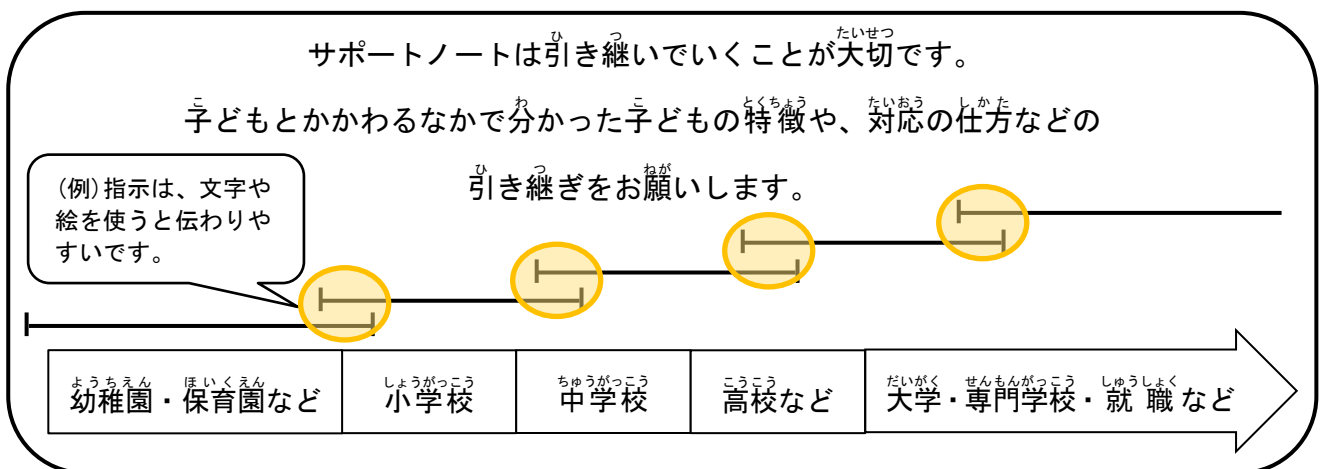 サポートノートは引き継いでいくことが大切です。
子どもとかかわるなかで分かった子どもの特徴や、対応の仕方などの
引き継ぎをお願いします。
(例)指示は、文字や
絵を使うと伝わりや
すいです。
幼稚園・保育園など
小学校
中学校
高校など
大学・専門学校・就職など